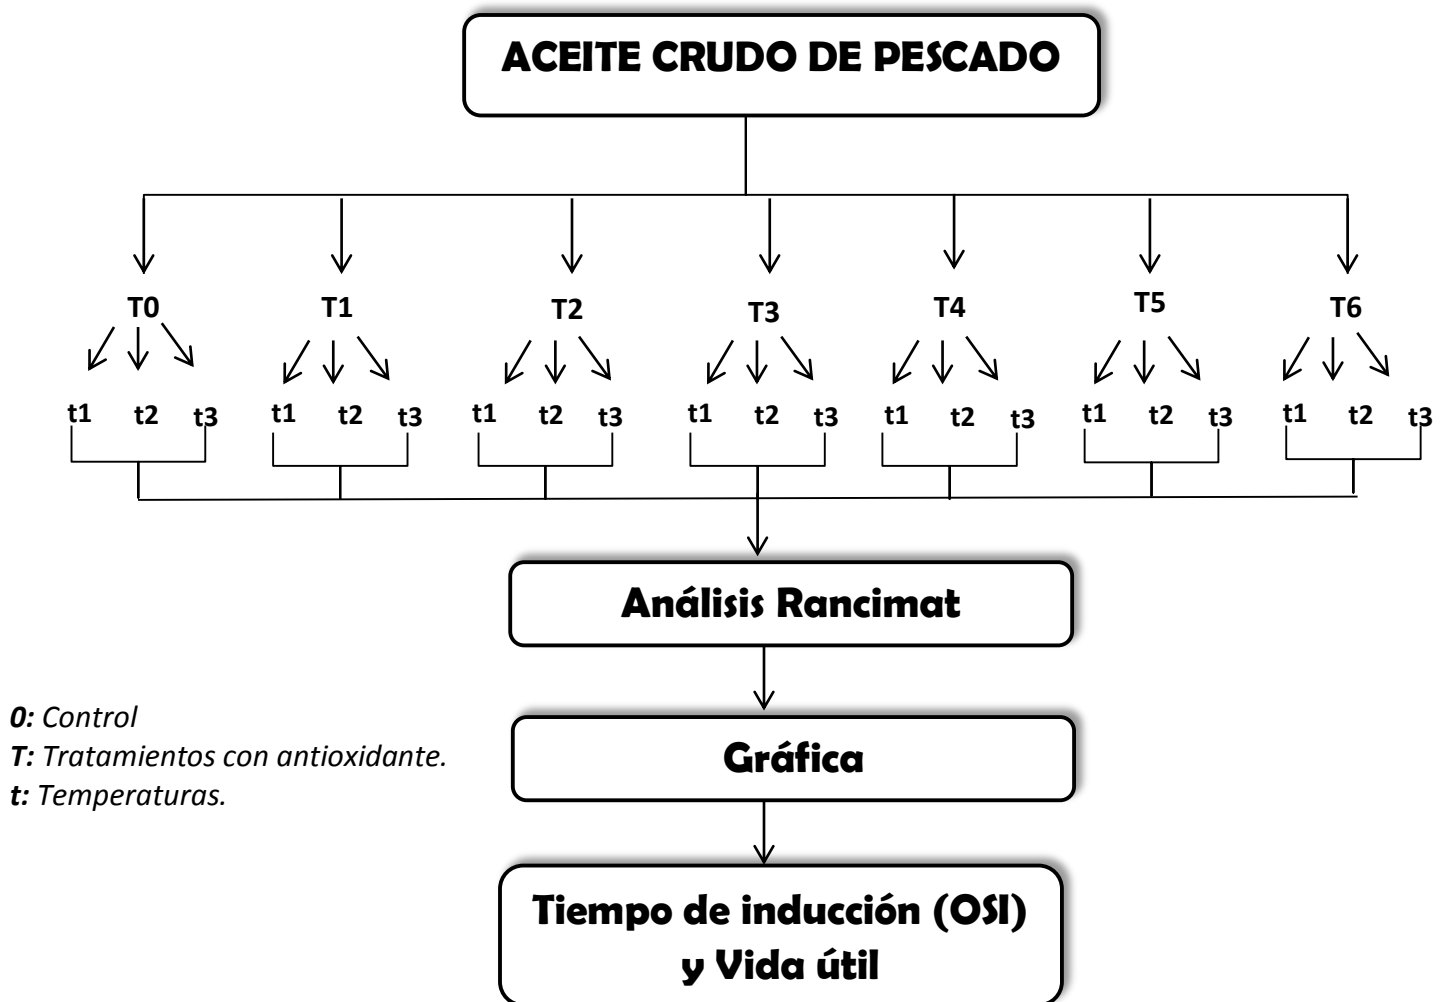 ACEITE CRUDO DE PESCADO
T0 T1 T2 T3 T4 T5 T6
t1 t2 t3 t1 t2 t3 t1 t2 t3 t1 t2 t3 t1 t2 t3 t1 t2 t3 t1 t2 t3
Análisis Rancimat
0: Control
T: Tratamientos con antioxidante.
t: Temperaturas.
Gráfica
Tiempo de inducción (OSI)
y Vida útil